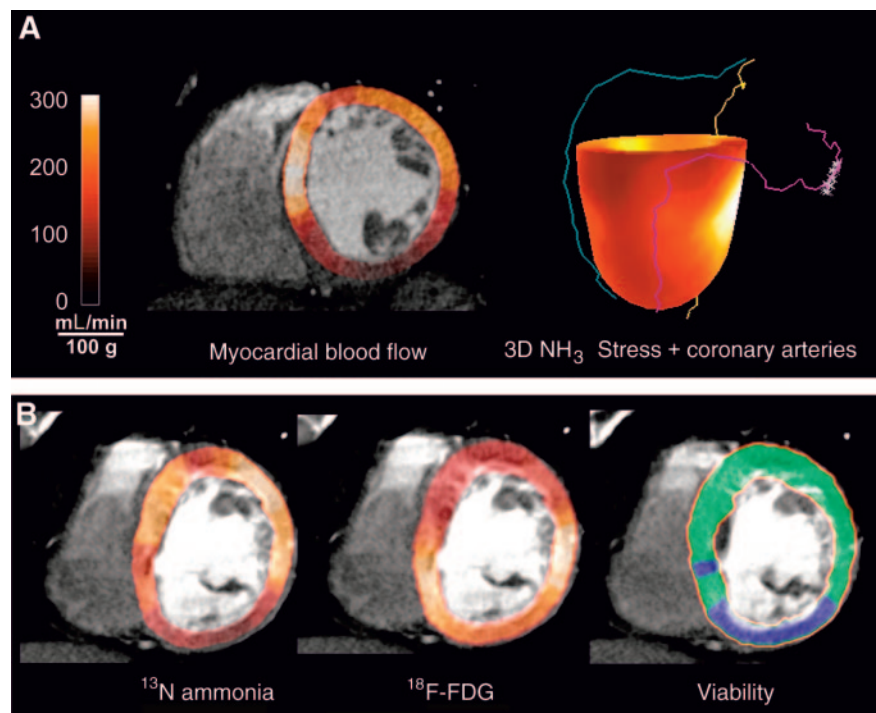 A
300
200
100
0
mL/min
100 g
Myocardial blood flow
3D NH₃ Stress + coronary arteries
B
¹³N ammonia
¹⁸F-FDG
Viability